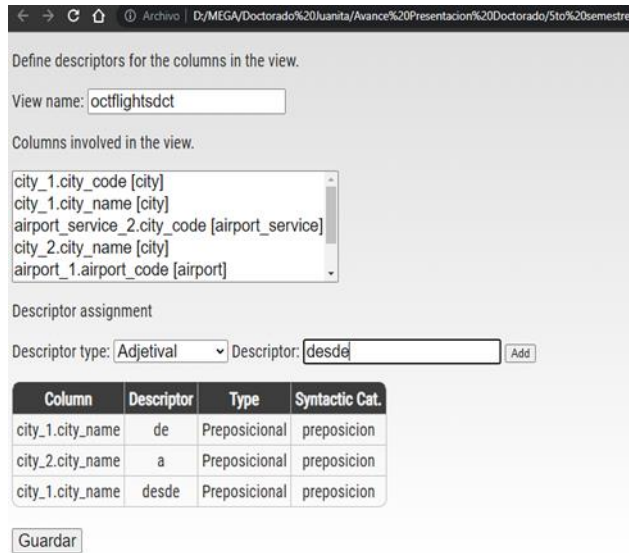 Archivo | D:/MEGA/Doctorado%20Juanita/Avance%20Presentacion%20Doctorado/5to%20semestre
Define descriptors for the columns in the view.
View name: octflightsdct
Columns involved in the view.
city_1.city_code [city]
city_1.city_name [city]
airport_service_2.city_code [airport_service]
city_2.city_name [city]
airport_1.airport_code [airport]
Descriptor assignment
Descriptor type: Adjetival Descriptor: desde Add
Column Descriptor Type Syntactic Cat.
city_1.city_name de Preposicional preposicion
city_2.city_name a Preposicional preposicion
city_1.city_name desde Preposicional preposicion
Guardar